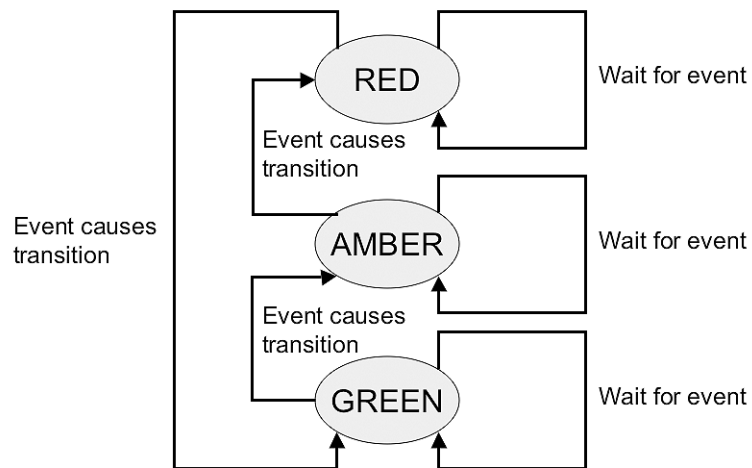 RED
Wait for event
Event causes
transition
Event causes
transition
AMBER
Wait for event
Event causes
transition
GREEN
Wait for event